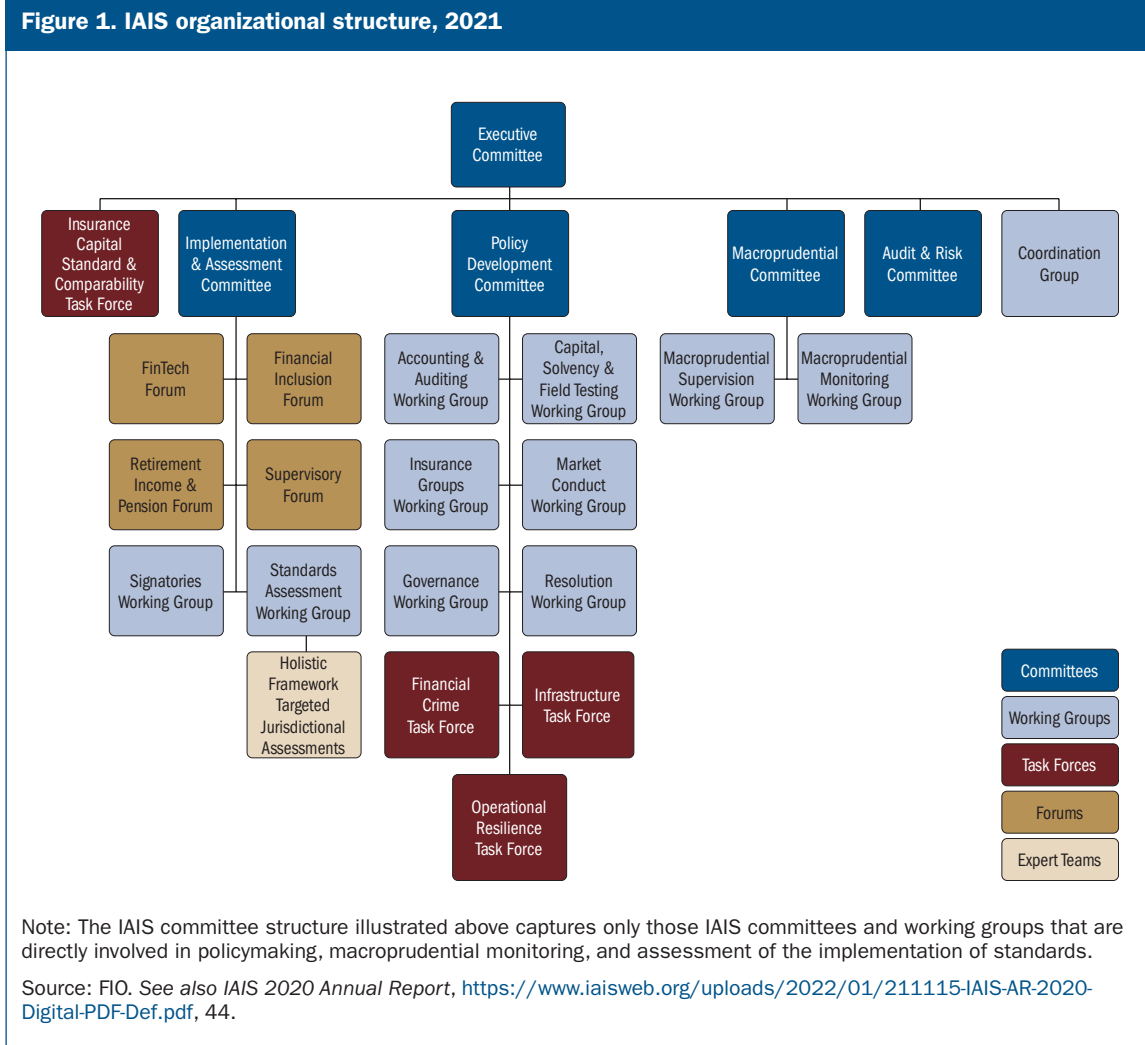 Figure 1. IAIS organizational structure, 2021
Executive
Committee
Insurance
Capital
Standard &
Comparability
Task Force
Implementation
& Assessment
Committee
Policy
Development
Committee
Macroprudential
Committee
Audit & Risk
Committee
Coordination
Group
FinTech
Forum
Financial
Inclusion
Forum
Accounting &
Auditing
Working Group
Capital,
Solvency &
Field Testing
Working Group
Macroprudential
Supervision
Working Group
Macroprudential
Monitoring
Working Group
Retirement
Income &
Pension Forum
Supervisory
Forum
Insurance
Groups
Working Group
Market
Conduct
Working Group
Signatories
Working Group
Standards
Assessment
Working Group
Governance
Working Group
Resolution
Working Group
Holistic
Framework
Targeted
Jurisdictional
Assessments
Financial
Crime
Task Force
Infrastructure
Task Force
Operational
Resilience
Task Force
Committees
Working Groups
Task Forces
Forums
Expert Teams
Note: The IAIS committee structure illustrated above captures only those IAIS committees and working groups that are
directly involved in policymaking, macroprudential monitoring, and assessment of the implementation of standards.
Source: FIO. See also IAIS 2020 Annual Report, https://www.iaisweb.org/uploads/2022/01/211115-IAIS-AR-2020-
Digital-PDF-Def.pdf, 44.